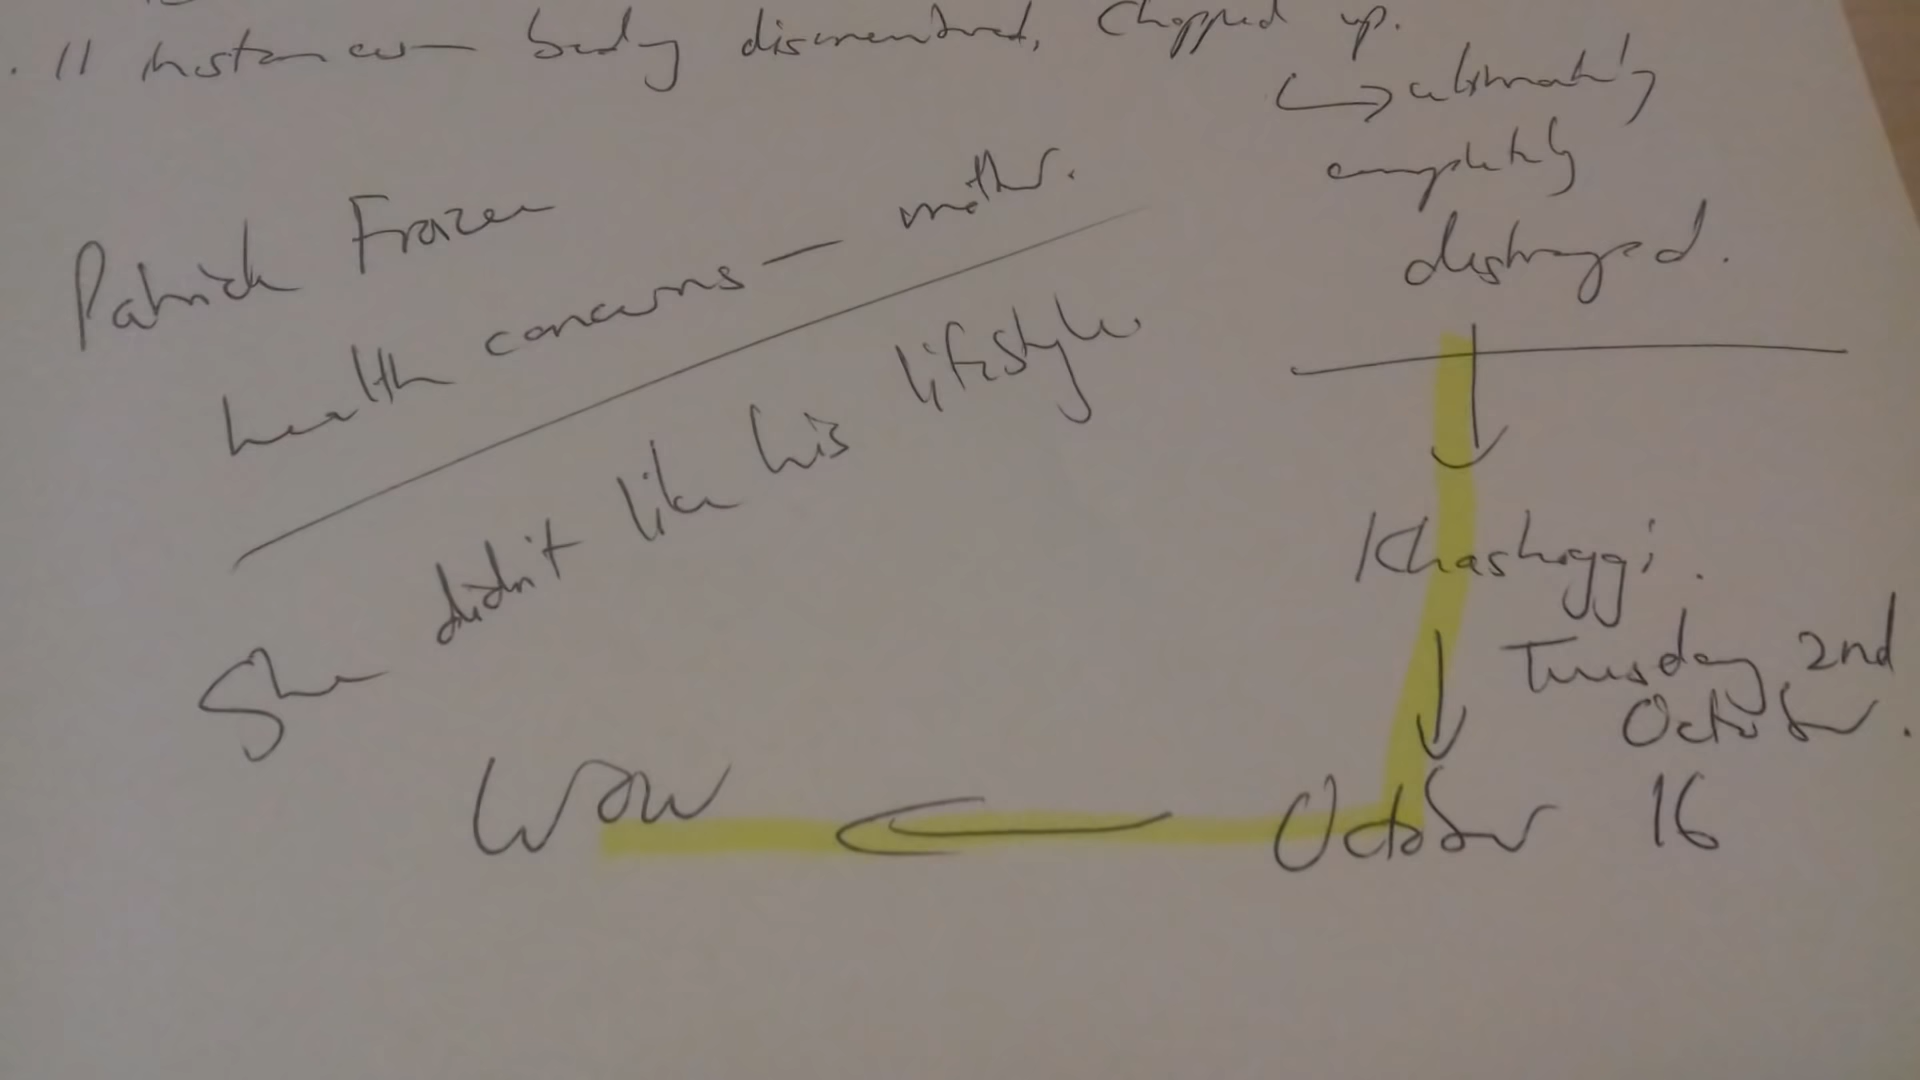 . 11 instances — body dismembered, chopped up.
↳ ultimately
completely
destroyed.
Patrick Frazer
health concerns — mother.
She didn't like his lifestyle.
Khashoggi.
Tuesday 2nd
October.
October 16
Wow